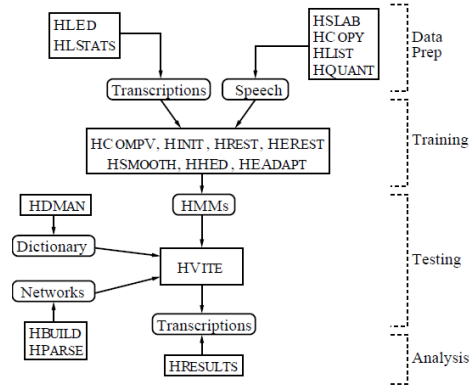 HLED
HLSTATS
HSLAB
HCOPY
HLIST
HQUANT
Data
Prep
Transcriptions
Speech
HCOMPV, HINIT, HREST, HEREST
HSMOOTH, HHED, HEADAPT
Training
HDMAN
HMMs
Dictionary
HVITE
Testing
Networks
Transcriptions
HBUILD
HPARSE
HRESULTS
Analysis